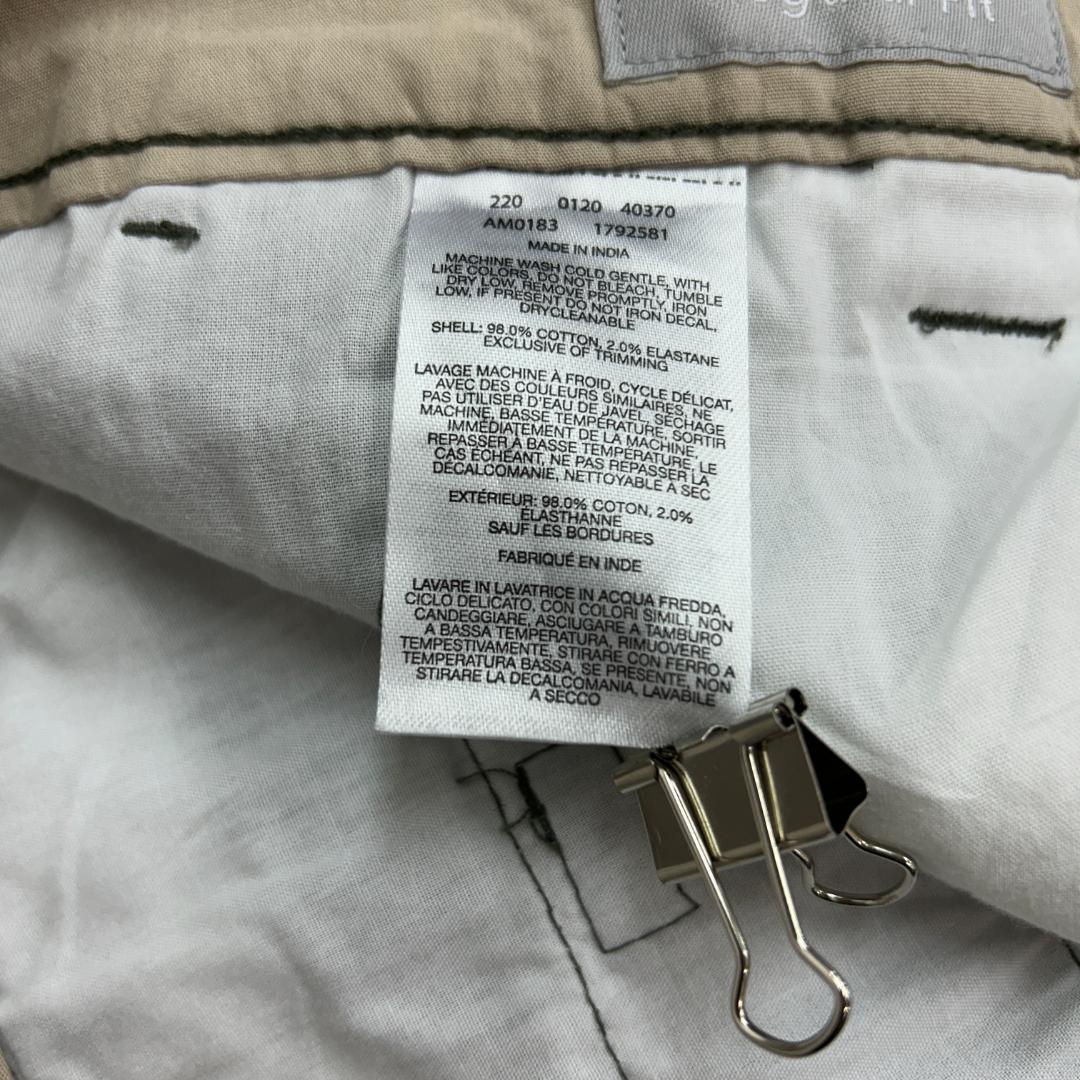 Fit
220 0120 40370
AM0183 1792581
MADE IN INDIA
MACHINE WASH COLD GENTLE, WITH
LIKE COLORS, DO NOT BLEACH, TUMBLE
DRY LOW, REMOVE PROMPTLY, IRON
LOW, IF PRESENT DO NOT IRON DECAL,
DRYCLEANABLE
SHELL: 98.0% COTTON, 2.0% ELASTANE
EXCLUSIVE OF TRIMMING
LAVAGE MACHINE À FROID, CYCLE DÉLICAT,
AVEC DES COULEURS SIMILAIRES, NE
PAS UTILISER D'EAU DE JAVEL, SÉCHAGE
MACHINE, BASSE TEMPÉRATURE, SORTIR
IMMÉDIATEMENT DE LA MACHINE,
REPASSER À BASSE TEMPÉRATURE, LE
CAS ÉCHÉANT, NE PAS REPASSER LA
DÉCALCOMANIE, NETTOYABLE À SEC
EXTÉRIEUR: 98.0% COTON, 2.0%
ELASTHANNE
SAUF LES BORDURES
FABRIQUÉ EN INDE
LAVARE IN LAVATRICE IN ACQUA FREDDA,
CICLO DELICATO, CON COLORI SIMILI, NON
CANDEGGIARE, ASCIUGARE A TAMBURO
A BASSA TEMPERATURA, RIMUOVERE
TEMPESTIVAMENTE, STIRARE CON FERRO A
TEMPERATURA BASSA, SE PRESENTE, NON
STIRARE LA DECALCOMANIA, LAVABILE
A SECCO